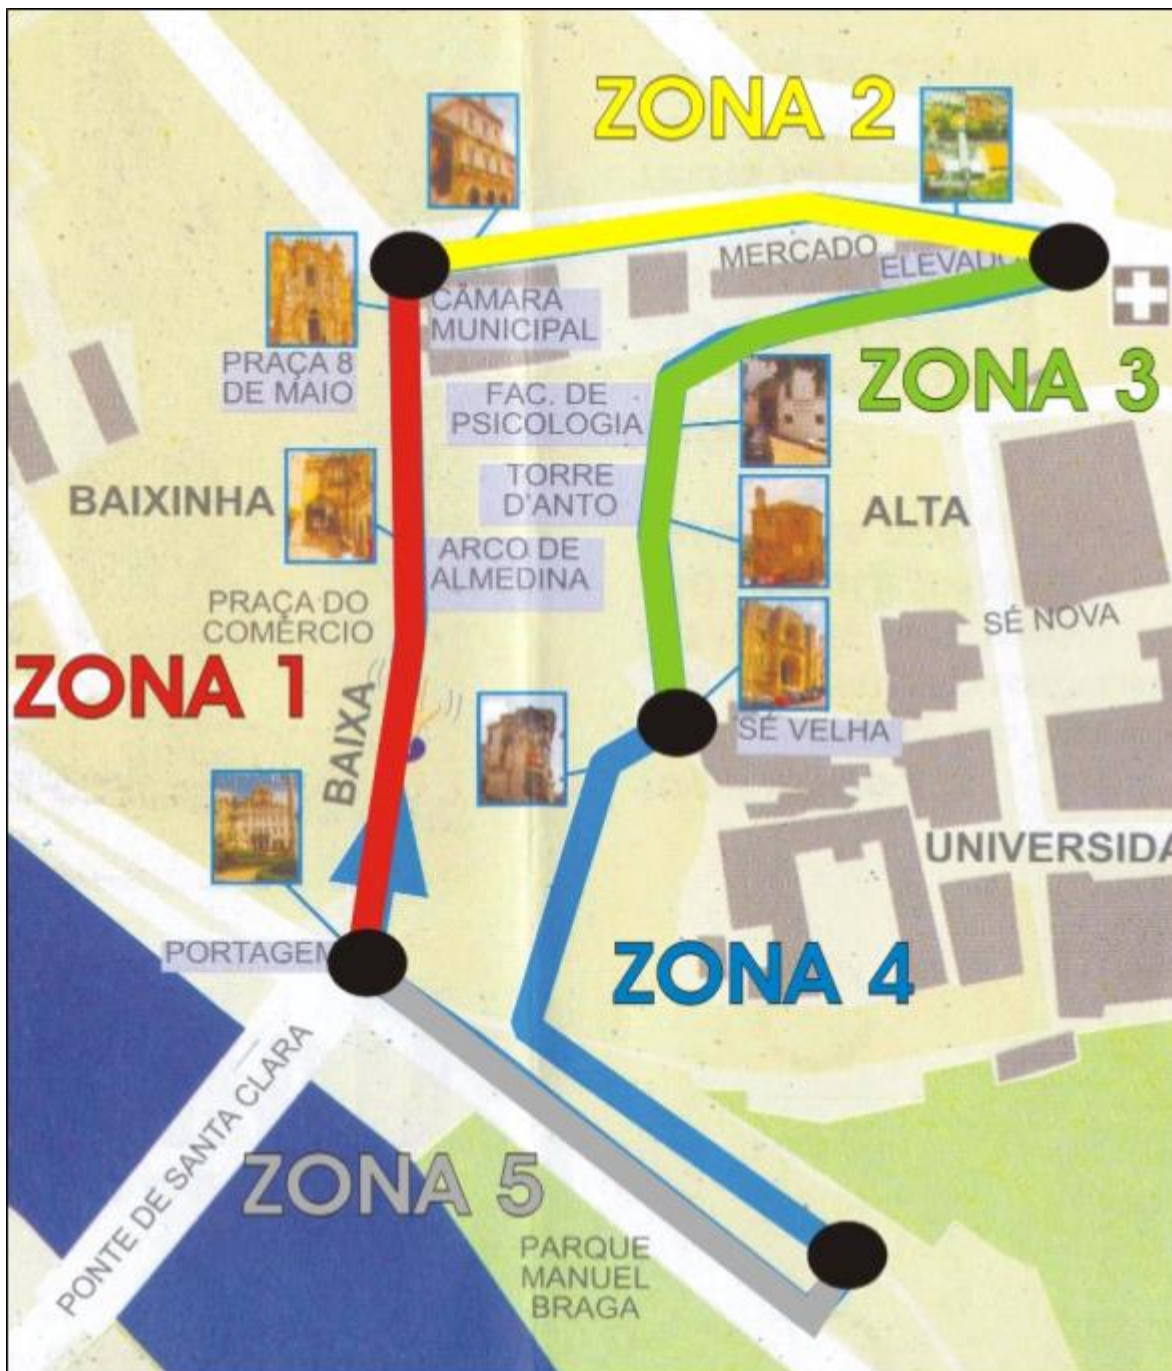 ZONA 2
MERCADO
ELEVADO
CÂMARA
MUNICIPAL
PRAÇA 8
DE MAIO
ZONA 3
FAC. DE
PSICOLOGIA
TORRE
D'ANTO
BAIXINHA
ALTA
ARCO DE
ALMEDINA
PRAÇA DO
COMÉRCIO
SÉ NOVA
ZONA 1
BAIXA
SÉ VELHA
UNIVERSIDA
PORTAGEM
ZONA 4
PONTE DE SANTA CLARA
ZONA 5
PARQUE
MANUEL
BRAGA